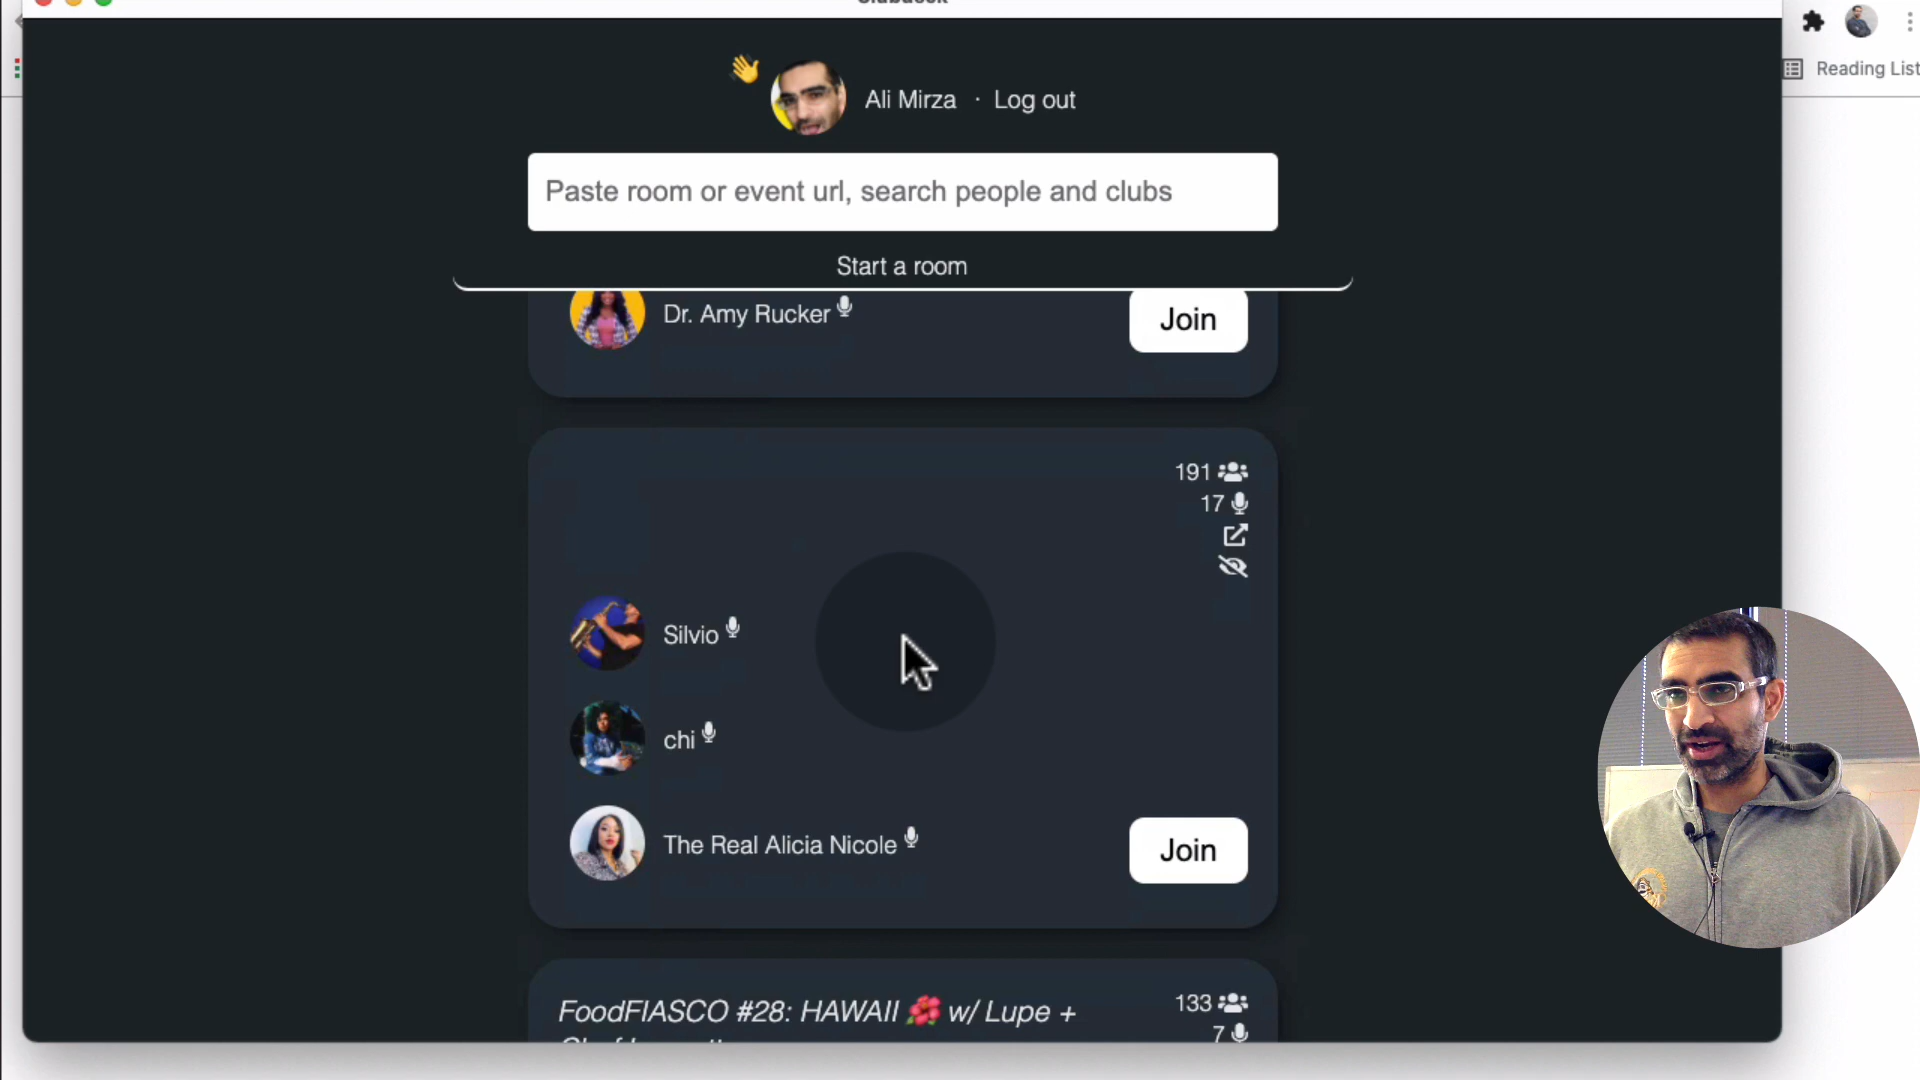 Reading List
Ali Mirza · Log out
Paste room or event url, search people and clubs
Start a room
Dr. Amy Rucker
Join
191
17
Silvio
chi
The Real Alicia Nicole
Join
FoodFIASCO #28: HAWAII 🌺 w/ Lupe +
133
7